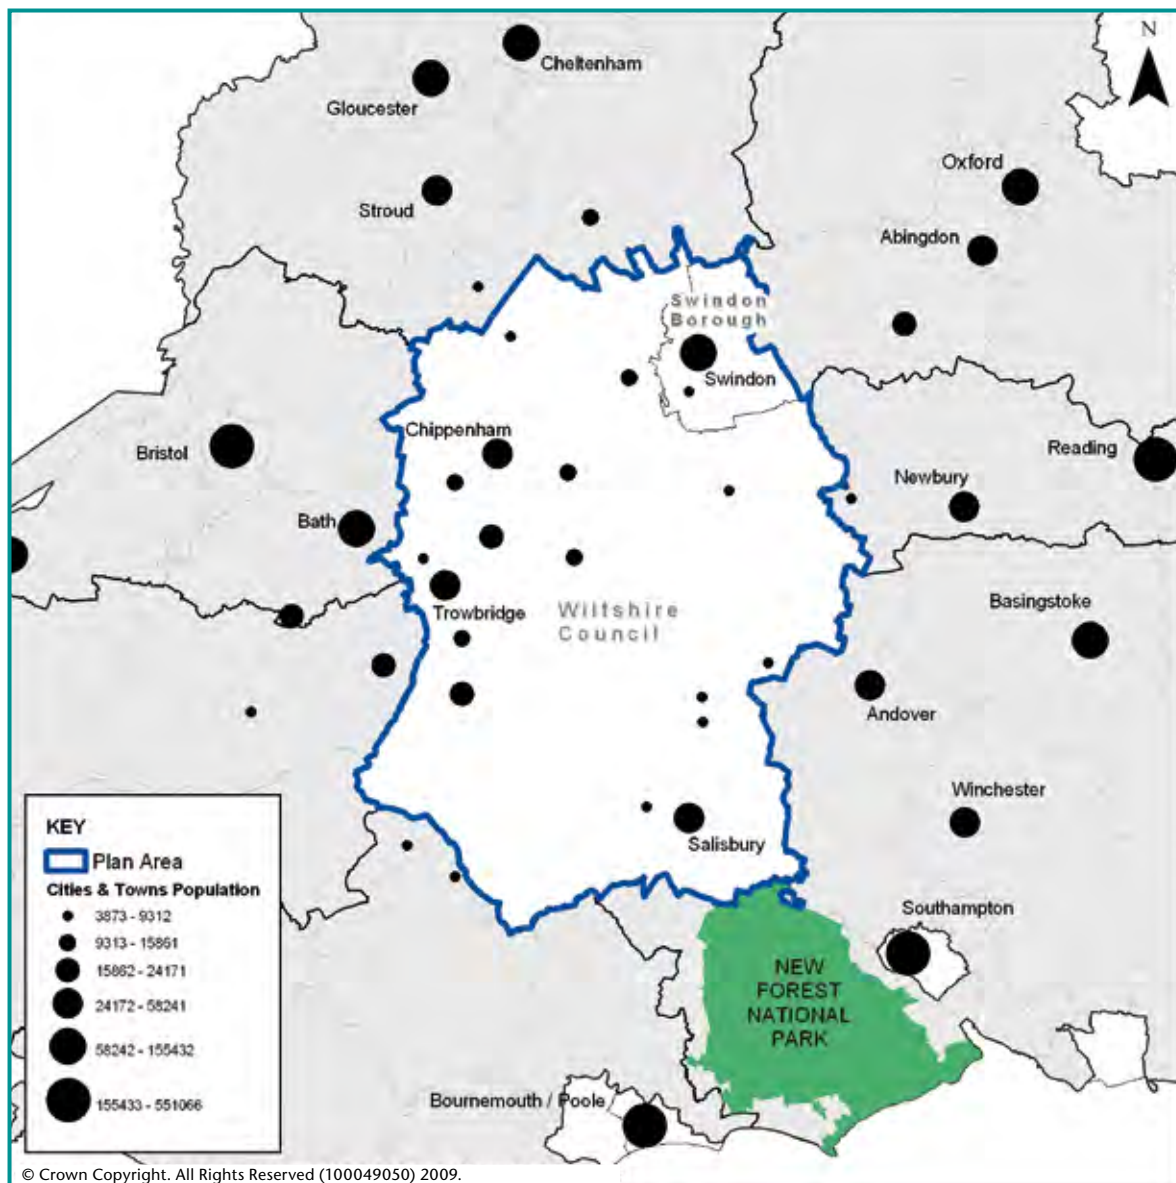 N
Cheltenham
Gloucester
Oxford
Stroud
Abingdon
Swindon
Borough
Swindon
Chippenham
Bristol
Reading
Newbury
Bath
Basingstoke
Trowbridge
Wiltshire
Council
Andover
Winchester
Salisbury
Southampton
NEW
FOREST
NATIONAL
PARK
Bournemouth / Poole
KEY
Plan Area
Cities & Towns Population
3873 - 9312
9313 - 15861
15862 - 24171
24172 - 58241
58242 - 155432
155433 - 551066
© Crown Copyright. All Rights Reserved (100049050) 2009.